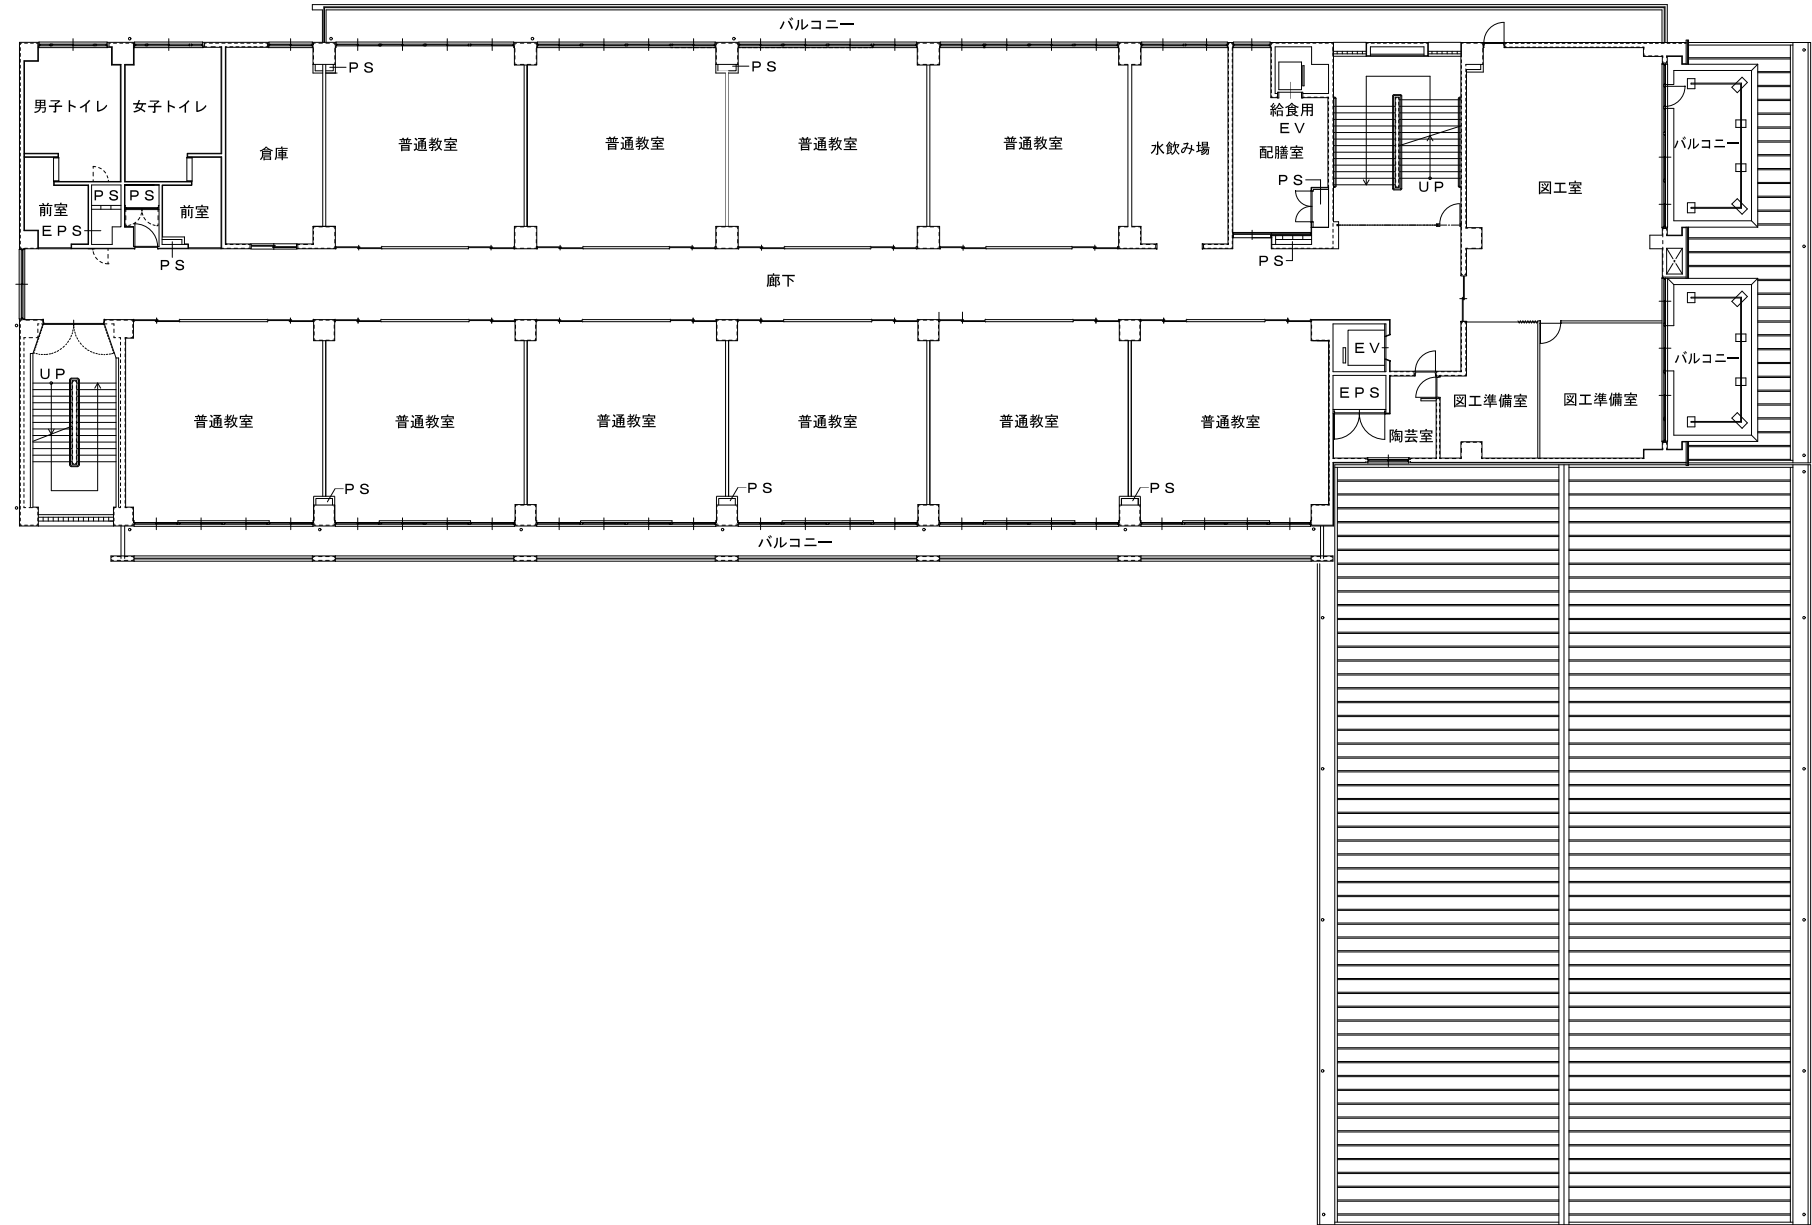 バルコニー
PS
PS
男子トイレ
女子トイレ
倉庫
普通教室
普通教室
普通教室
普通教室
水飲み場
給食用
EV
配膳室
PS
UP
図工室
バルコニー
前室
EPS
PS
PS
前室
PS
PS
廊下
UP
EV
EPS
陶芸室
図工準備室
図工準備室
バルコニー
普通教室
普通教室
普通教室
普通教室
普通教室
普通教室
PS
PS
PS
バルコニー